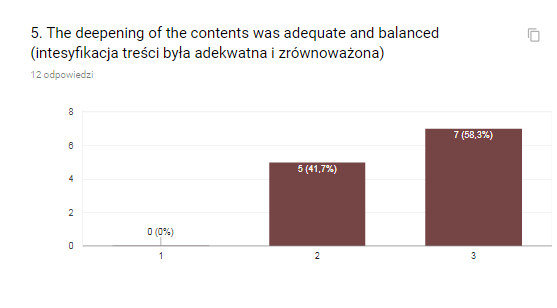 5. The deepening of the contents was adequate and balanced
(intesyfikacja treści była adekwatna i zrównoważona)
12 odpowiedzi
8
6
4
2
0
0 (0%)
5 (41,7%)
7 (58,3%)
1 2 3